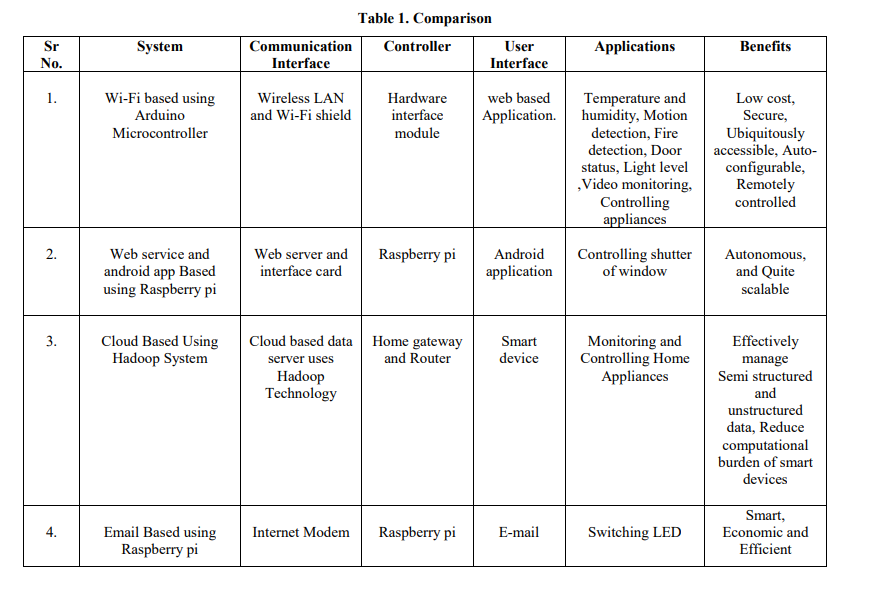 Table 1. Comparison
Sr No. | System | Communication Interface | Controller | User Interface | Applications | Benefits
1. | Wi-Fi based using Arduino Microcontroller | Wireless LAN and Wi-Fi shield | Hardware interface module | web based Application. | Temperature and humidity, Motion detection, Fire detection, Door status, Light level ,Video monitoring, Controlling appliances | Low cost, Secure, Ubiquitously accessible, Auto-configurable, Remotely controlled
2. | Web service and android app Based using Raspberry pi | Web server and interface card | Raspberry pi | Android application | Controlling shutter of window | Autonomous, and Quite scalable
3. | Cloud Based Using Hadoop System | Cloud based data server uses Hadoop Technology | Home gateway and Router | Smart device | Monitoring and Controlling Home Appliances | Effectively manage Semi structured and unstructured data, Reduce computational burden of smart devices
4. | Email Based using Raspberry pi | Internet Modem | Raspberry pi | E-mail | Switching LED | Smart, Economic and Efficient